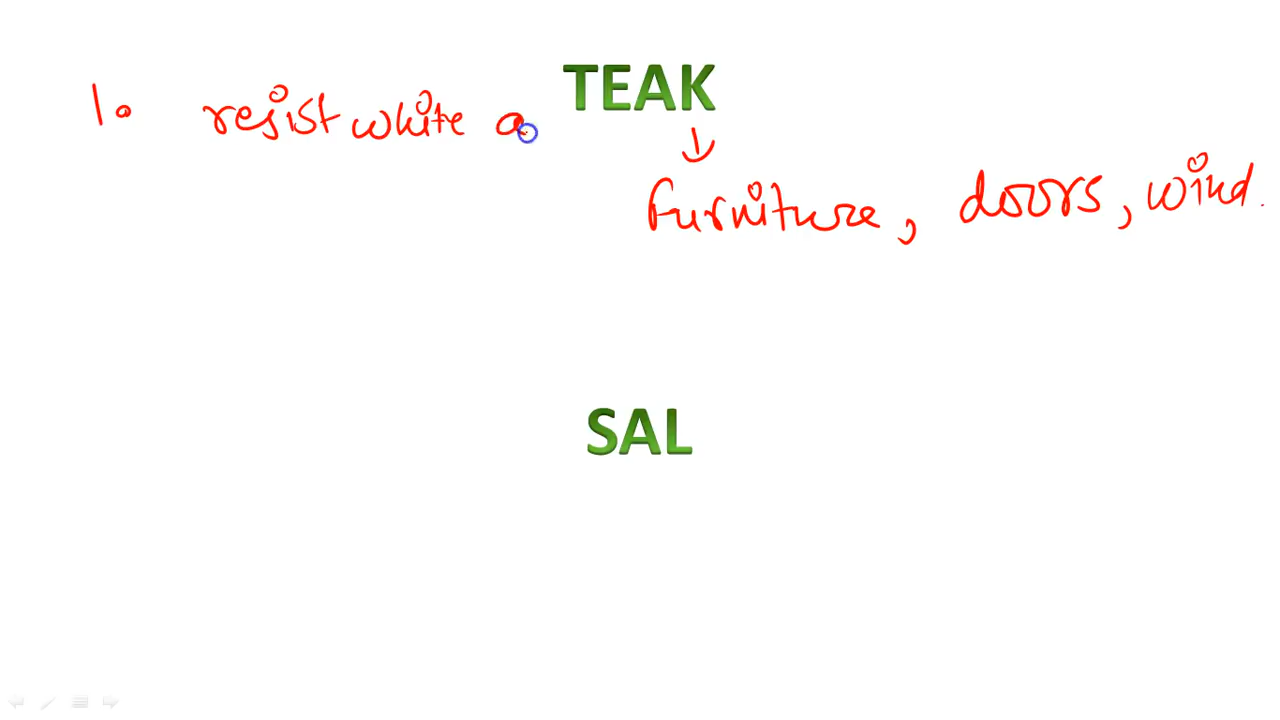 TEAK
1. resist white a
furniture, doors, wind.
SAL